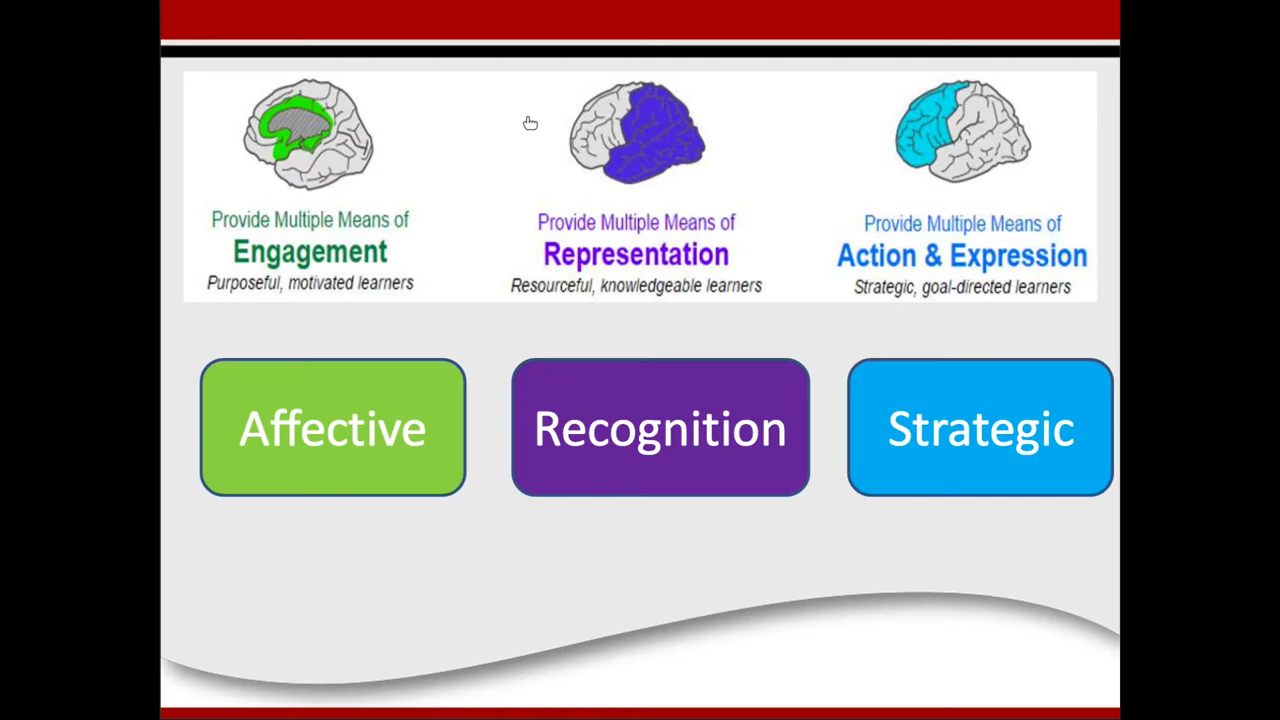 Provide Multiple Means of
Engagement
Purposeful, motivated learners
Provide Multiple Means of
Representation
Resourceful, knowledgeable learners
Provide Multiple Means of
Action & Expression
Strategic, goal-directed learners
Affective
Recognition
Strategic